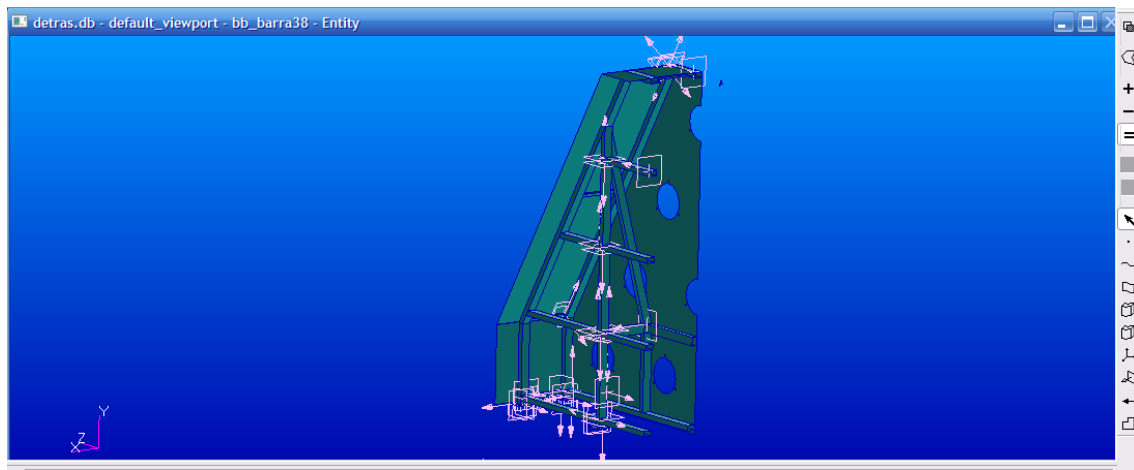 detras.db - default_viewport - bb_barra38 - Entity
Y
Z
X